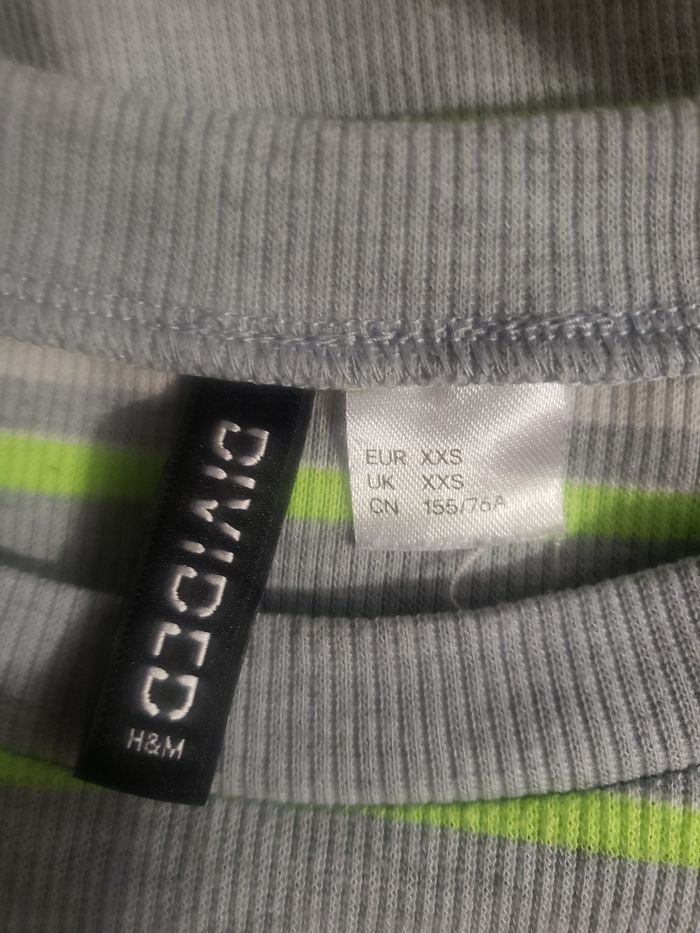 DIVIDED
H&M
EUR XXS
UK XXS
CN 155/76A